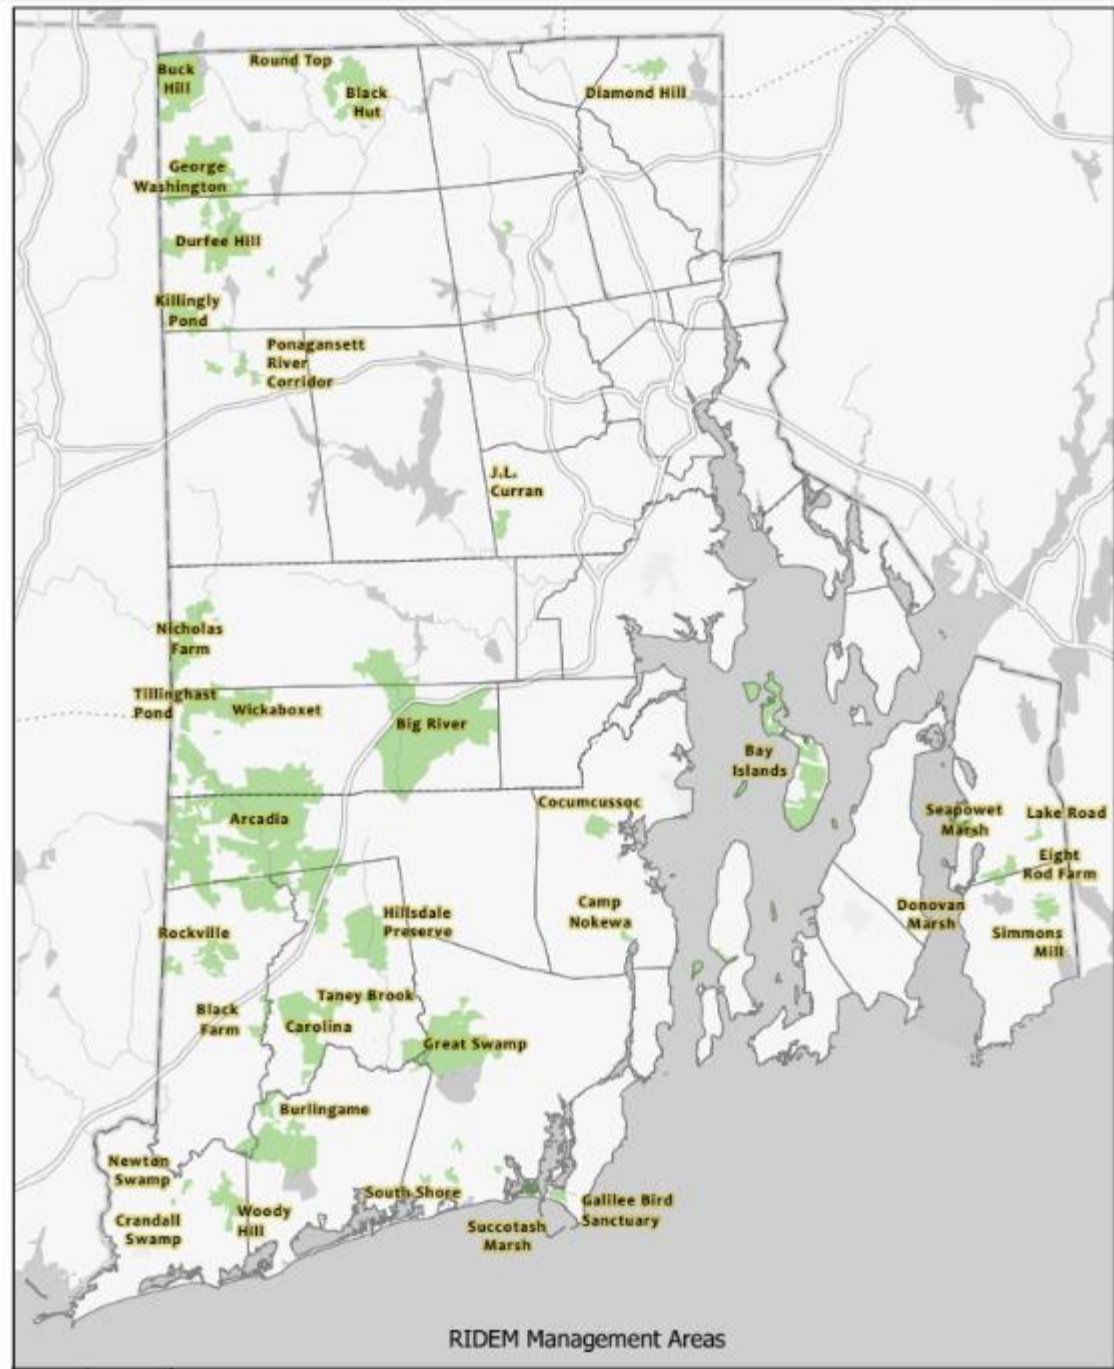 Round Top
Buck
Hill
Black
Hut
Diamond Hill
George
Washington
Durfee Hill
Killingly
Pond
Ponagansett
River
Corridor
J.L.
Curran
Nicholas
Farm
Tillinghast
Pond
Wickaboxet
Big River
Bay
Islands
Cocumcussoc
Arcadia
Seapowet
Marsh
Lake Road
Eight
Rod Farm
Camp
Nokewa
Donovan
Marsh
Simmons
Mill
Hillsdale
Preserve
Rockville
Taney Brook
Black
Farm
Carolina
Great Swamp
Burlingame
Newton
Swamp
South Shore
Woody
Hill
Crandall
Swamp
Galilee Bird
Sanctuary
Succotash
Marsh
RIDEM Management Areas